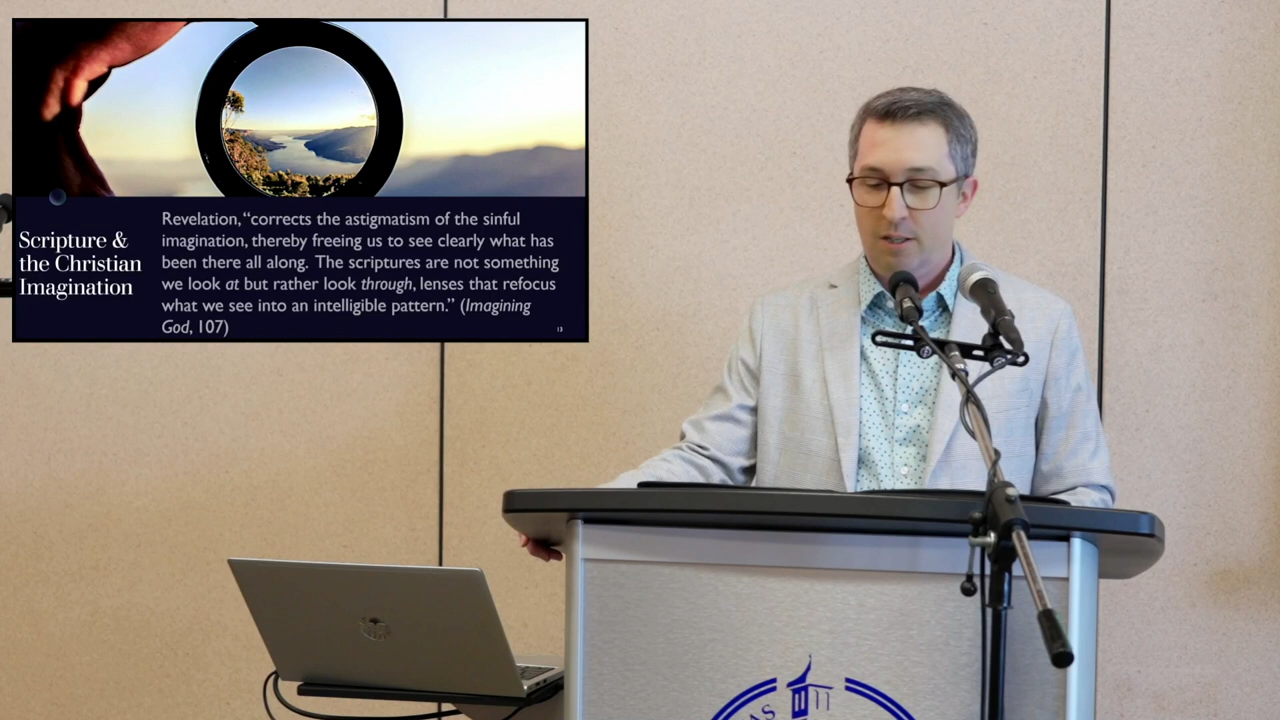 Scripture &
the Christian
Imagination
Revelation, “corrects the astigmatism of the sinful
imagination, thereby freeing us to see clearly what has
been there all along. The scriptures are not something
we look at but rather look through, lenses that refocus
what we see into an intelligible pattern.” (Imagining
God, 107)
13
AS